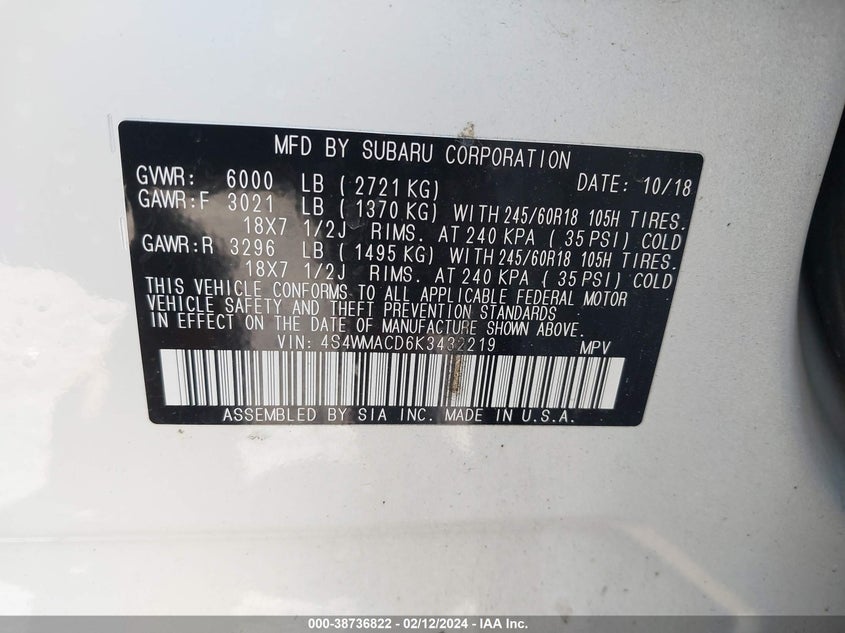 MFD BY SUBARU CORPORATION
GVWR: 6000 LB ( 2721 KG) DATE: 10/18
GAWR:F 3021 LB ( 1370 KG) WITH 245/60R18 105H TIRES.
18X7 1/2J RIMS. AT 240 KPA ( 35 PSI) COLD
GAWR:R 3296 LB ( 1495 KG) WITH 245/60R18 105H TIRES.
18X7 1/2J RIMS. AT 240 KPA ( 35 PSI) COLD
THIS VEHICLE CONFORMS TO ALL APPLICABLE FEDERAL MOTOR
VEHICLE SAFETY AND THEFT PREVENTION STANDARDS
IN EFFECT ON THE DATE OF MANUFACTURE SHOWN ABOVE.
VIN: 4S4WMACD6K3432219 MPV
ASSEMBLED BY SIA INC. MADE IN U.S.A.
000-38736822 - 02/12/2024 - IAA Inc.